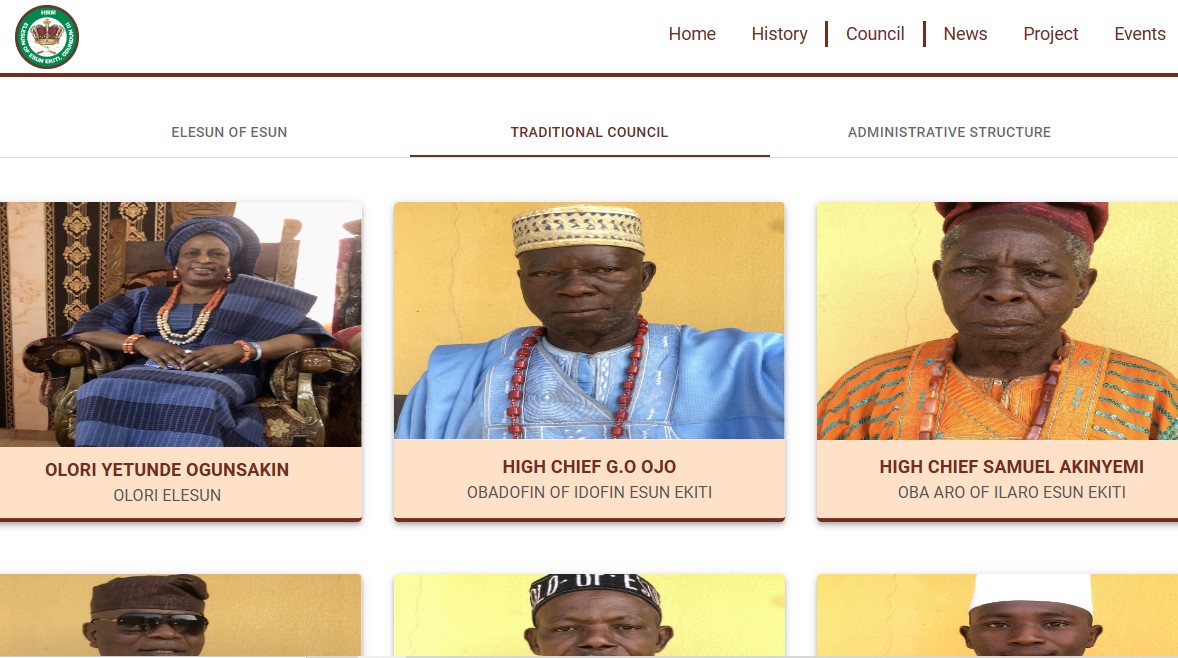 HRM
ELESUN OF ESUN EKITI, OSUNDUN RI
Home
History
Council
News
Project
Events
ELESUN OF ESUN
TRADITIONAL COUNCIL
ADMINISTRATIVE STRUCTURE
OLORI YETUNDE OGUNSAKIN
OLORI ELESUN
HIGH CHIEF G.O OJO
OBADOFIN OF IDOFIN ESUN EKITI
HIGH CHIEF SAMUEL AKINYEMI
OBA ARO OF ILARO ESUN EKITI